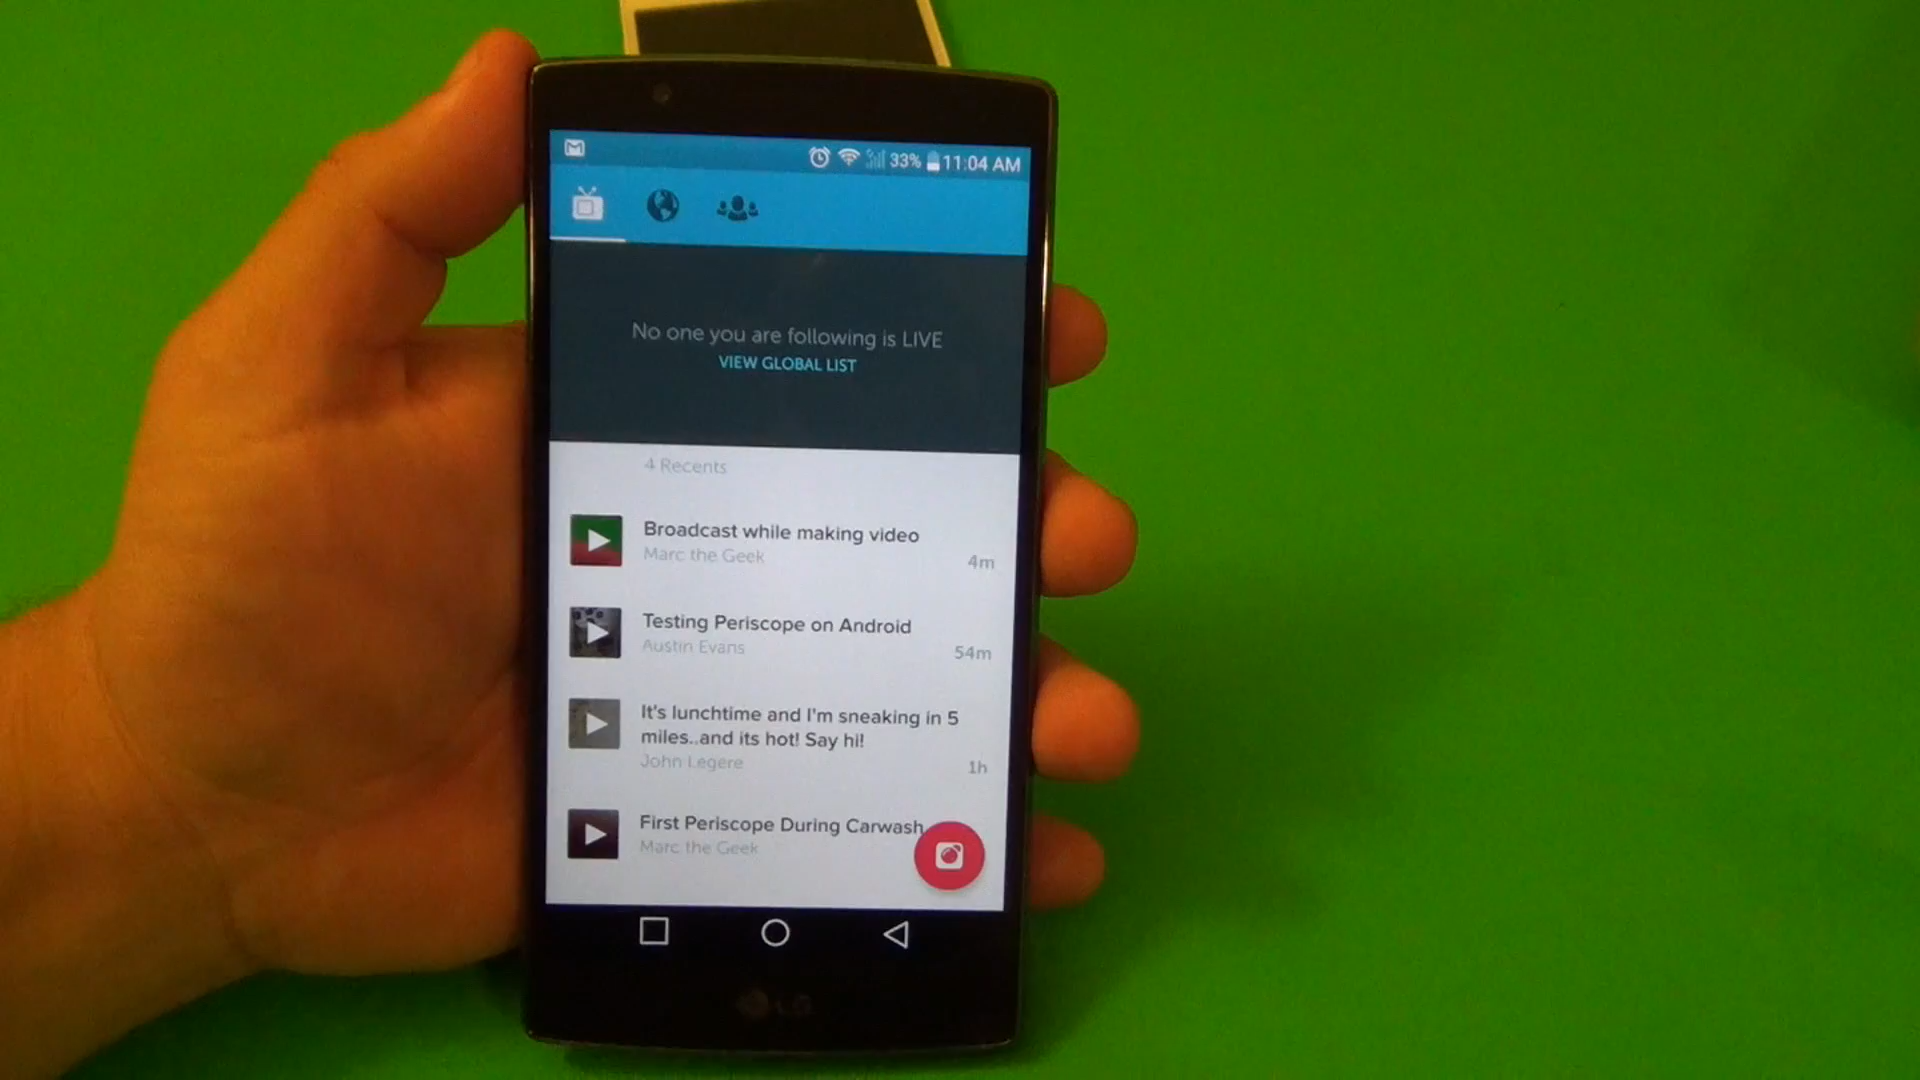 33% 11:04 AM
No one you are following is LIVE
VIEW GLOBAL LIST
4 Recents
Broadcast while making video
Marc the Geek
4m
Testing Periscope on Android
Austin Evans
54m
It's lunchtime and I'm sneaking in 5
miles..and its hot! Say hi!
John Legere
1h
First Periscope During Carwash
Marc the Geek
LG